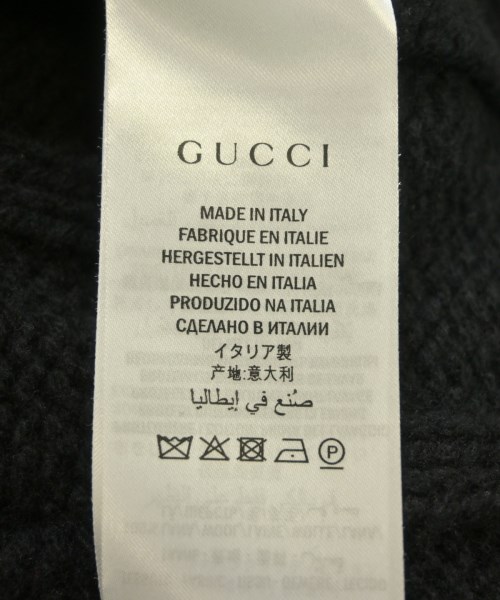 GUCCI
MADE IN ITALY
FABRIQUE EN ITALIE
HERGESTELLT IN ITALIEN
HECHO EN ITALIA
PRODUZIDO NA ITALIA
СДЕЛАНО В ИТАЛИИ
イタリア製
产地:意大利
صُنع في إيطاليا
P